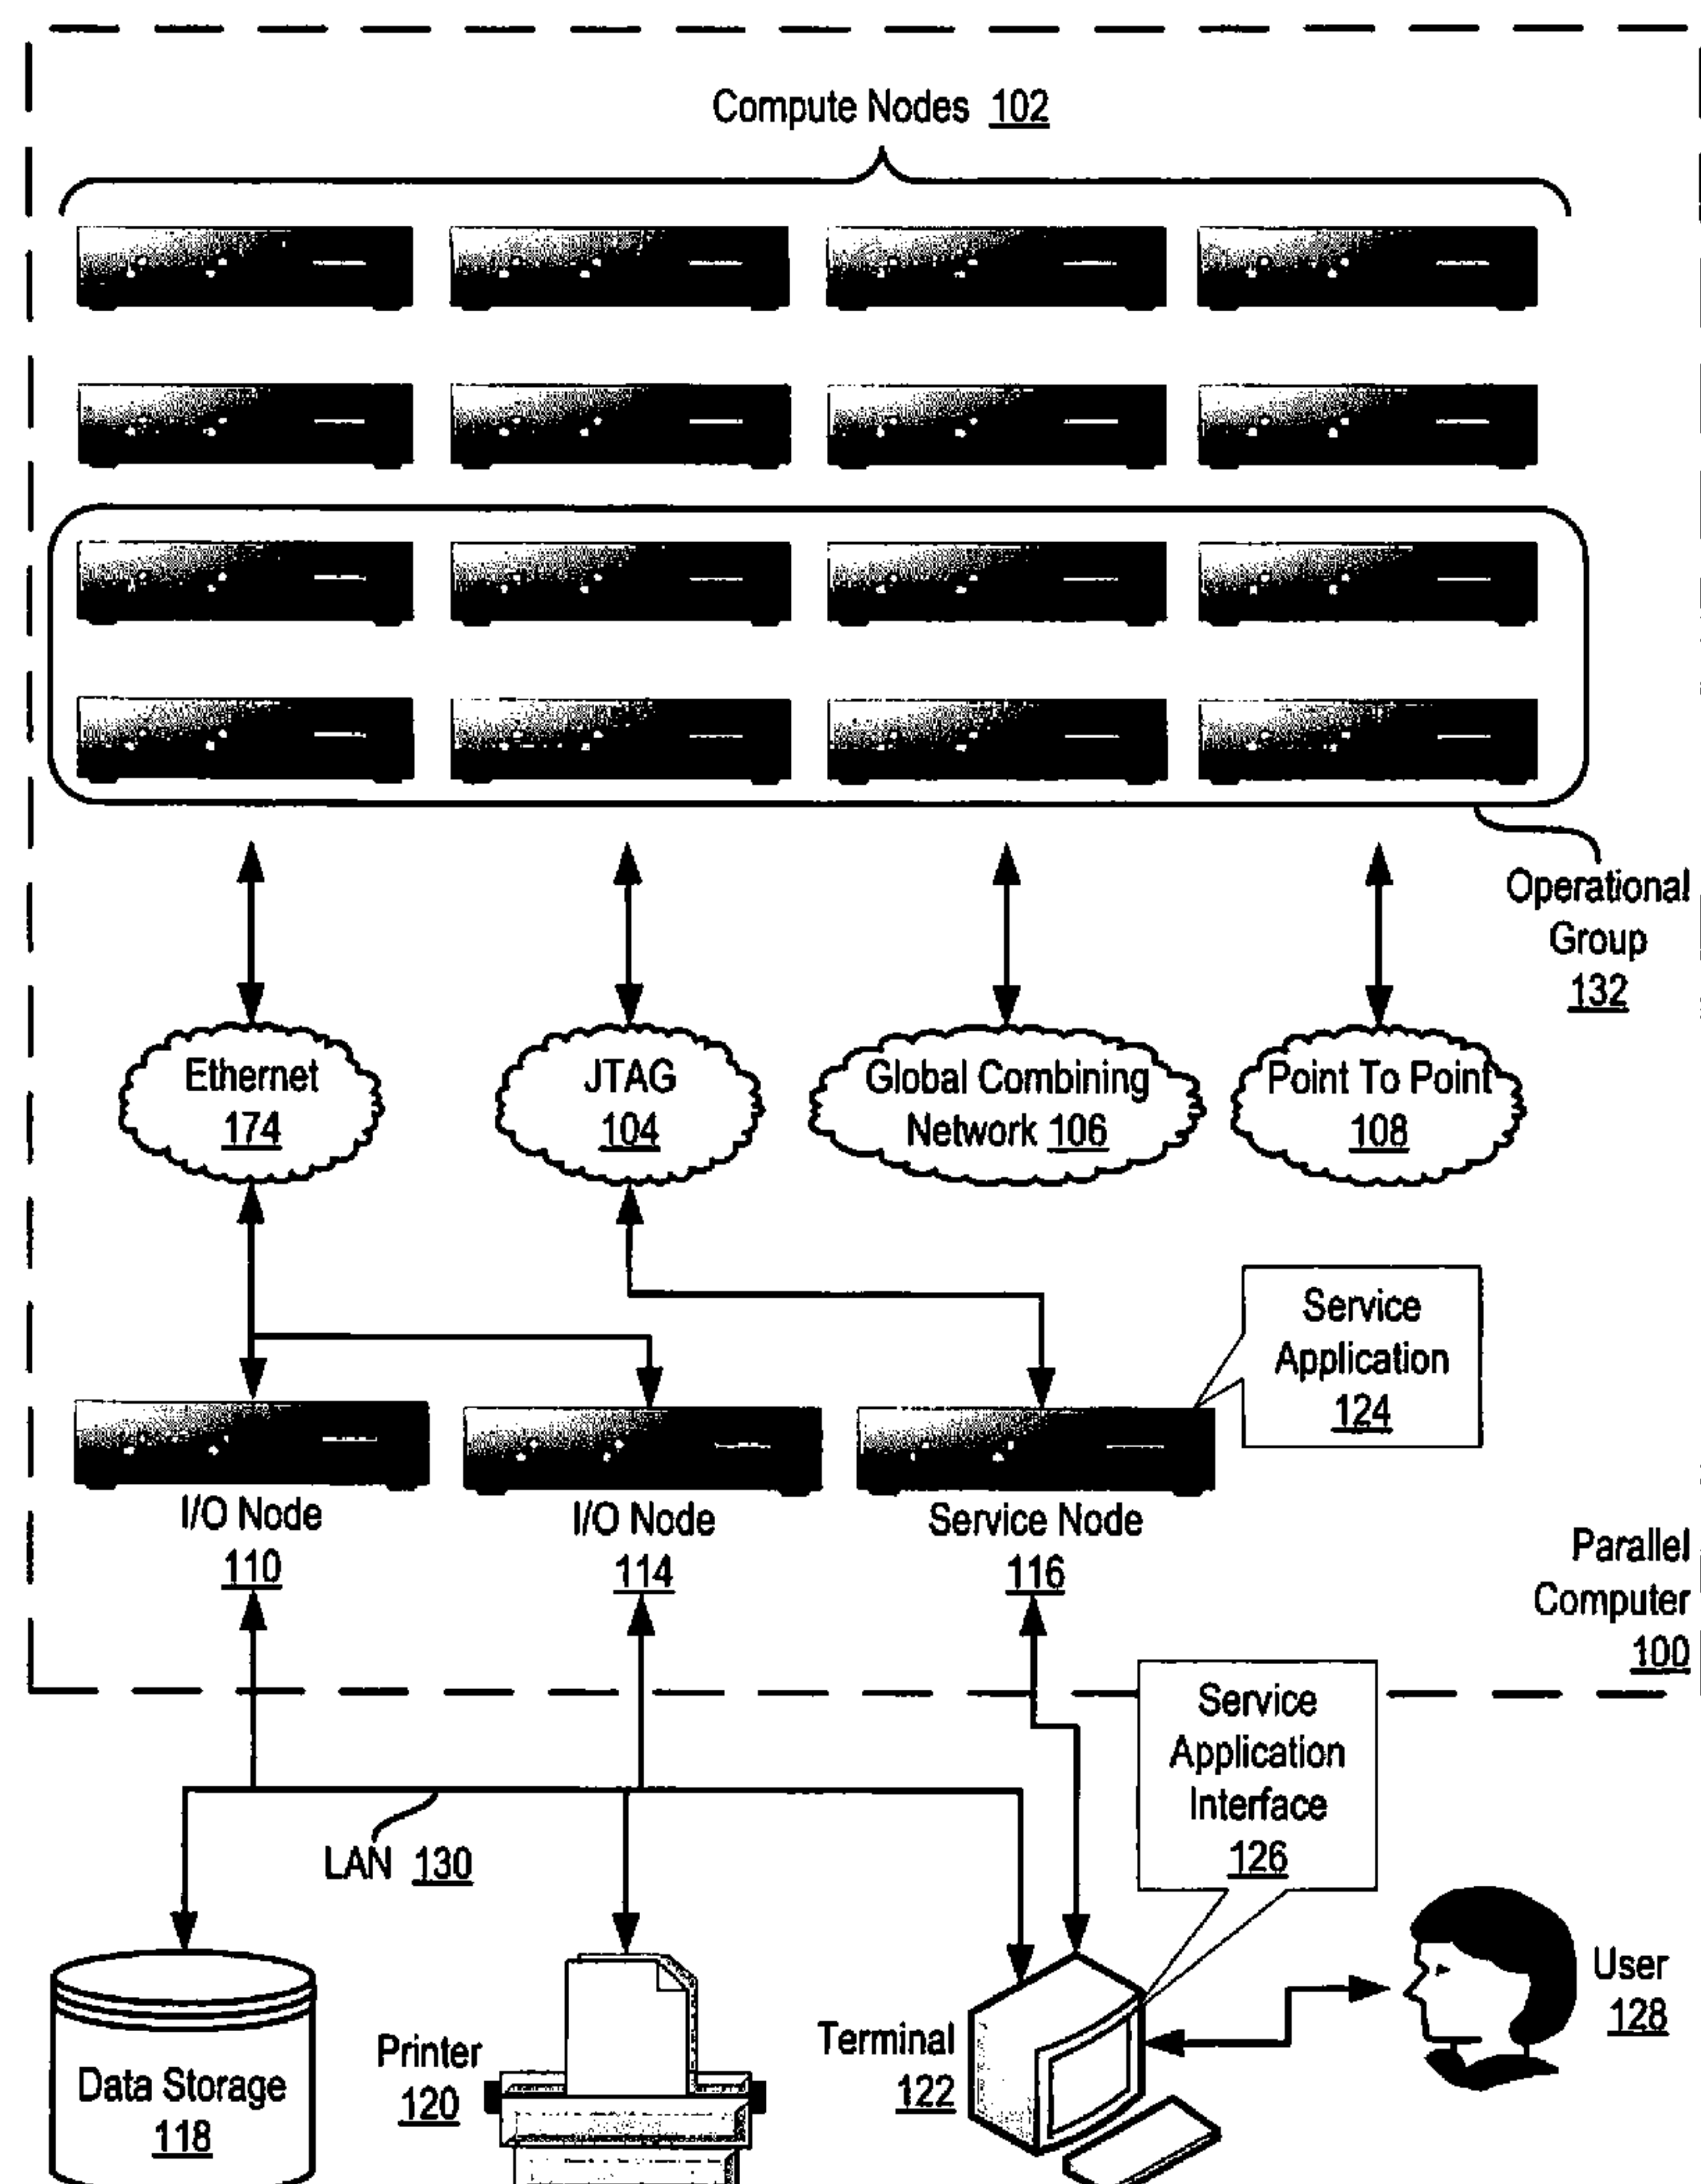 Compute Nodes 102
Operational
Group
132
Ethernet
174
JTAG
104
Global Combining
Network 106
Point To Point
108
Service
Application
124
I/O Node
110
I/O Node
114
Service Node
116
Parallel
Computer
100
Service
Application
Interface
126
LAN 130
Data Storage
118
Printer
120
Terminal
122
User
128